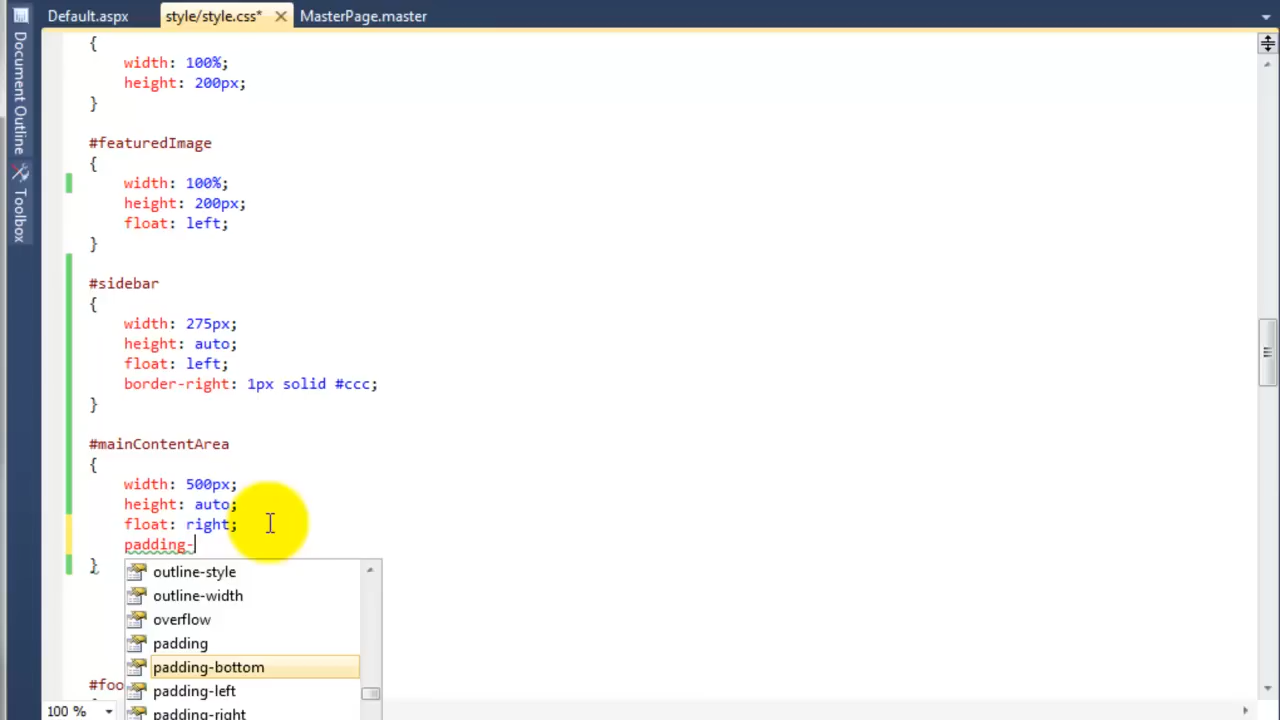 Default.aspx
style/style.css*
MasterPage.master
Document Outline
Toolbox
{
width: 100%;
height: 200px;
}
#featuredImage
{
width: 100%;
height: 200px;
float: left;
}
#sidebar
{
width: 275px;
height: auto;
float: left;
border-right: 1px solid #ccc;
}
#mainContentArea
{
width: 500px;
height: auto;
float: right;
padding-
}
outline-style
outline-width
overflow
padding
padding-bottom
padding-left
padding-right
#foo
100 %